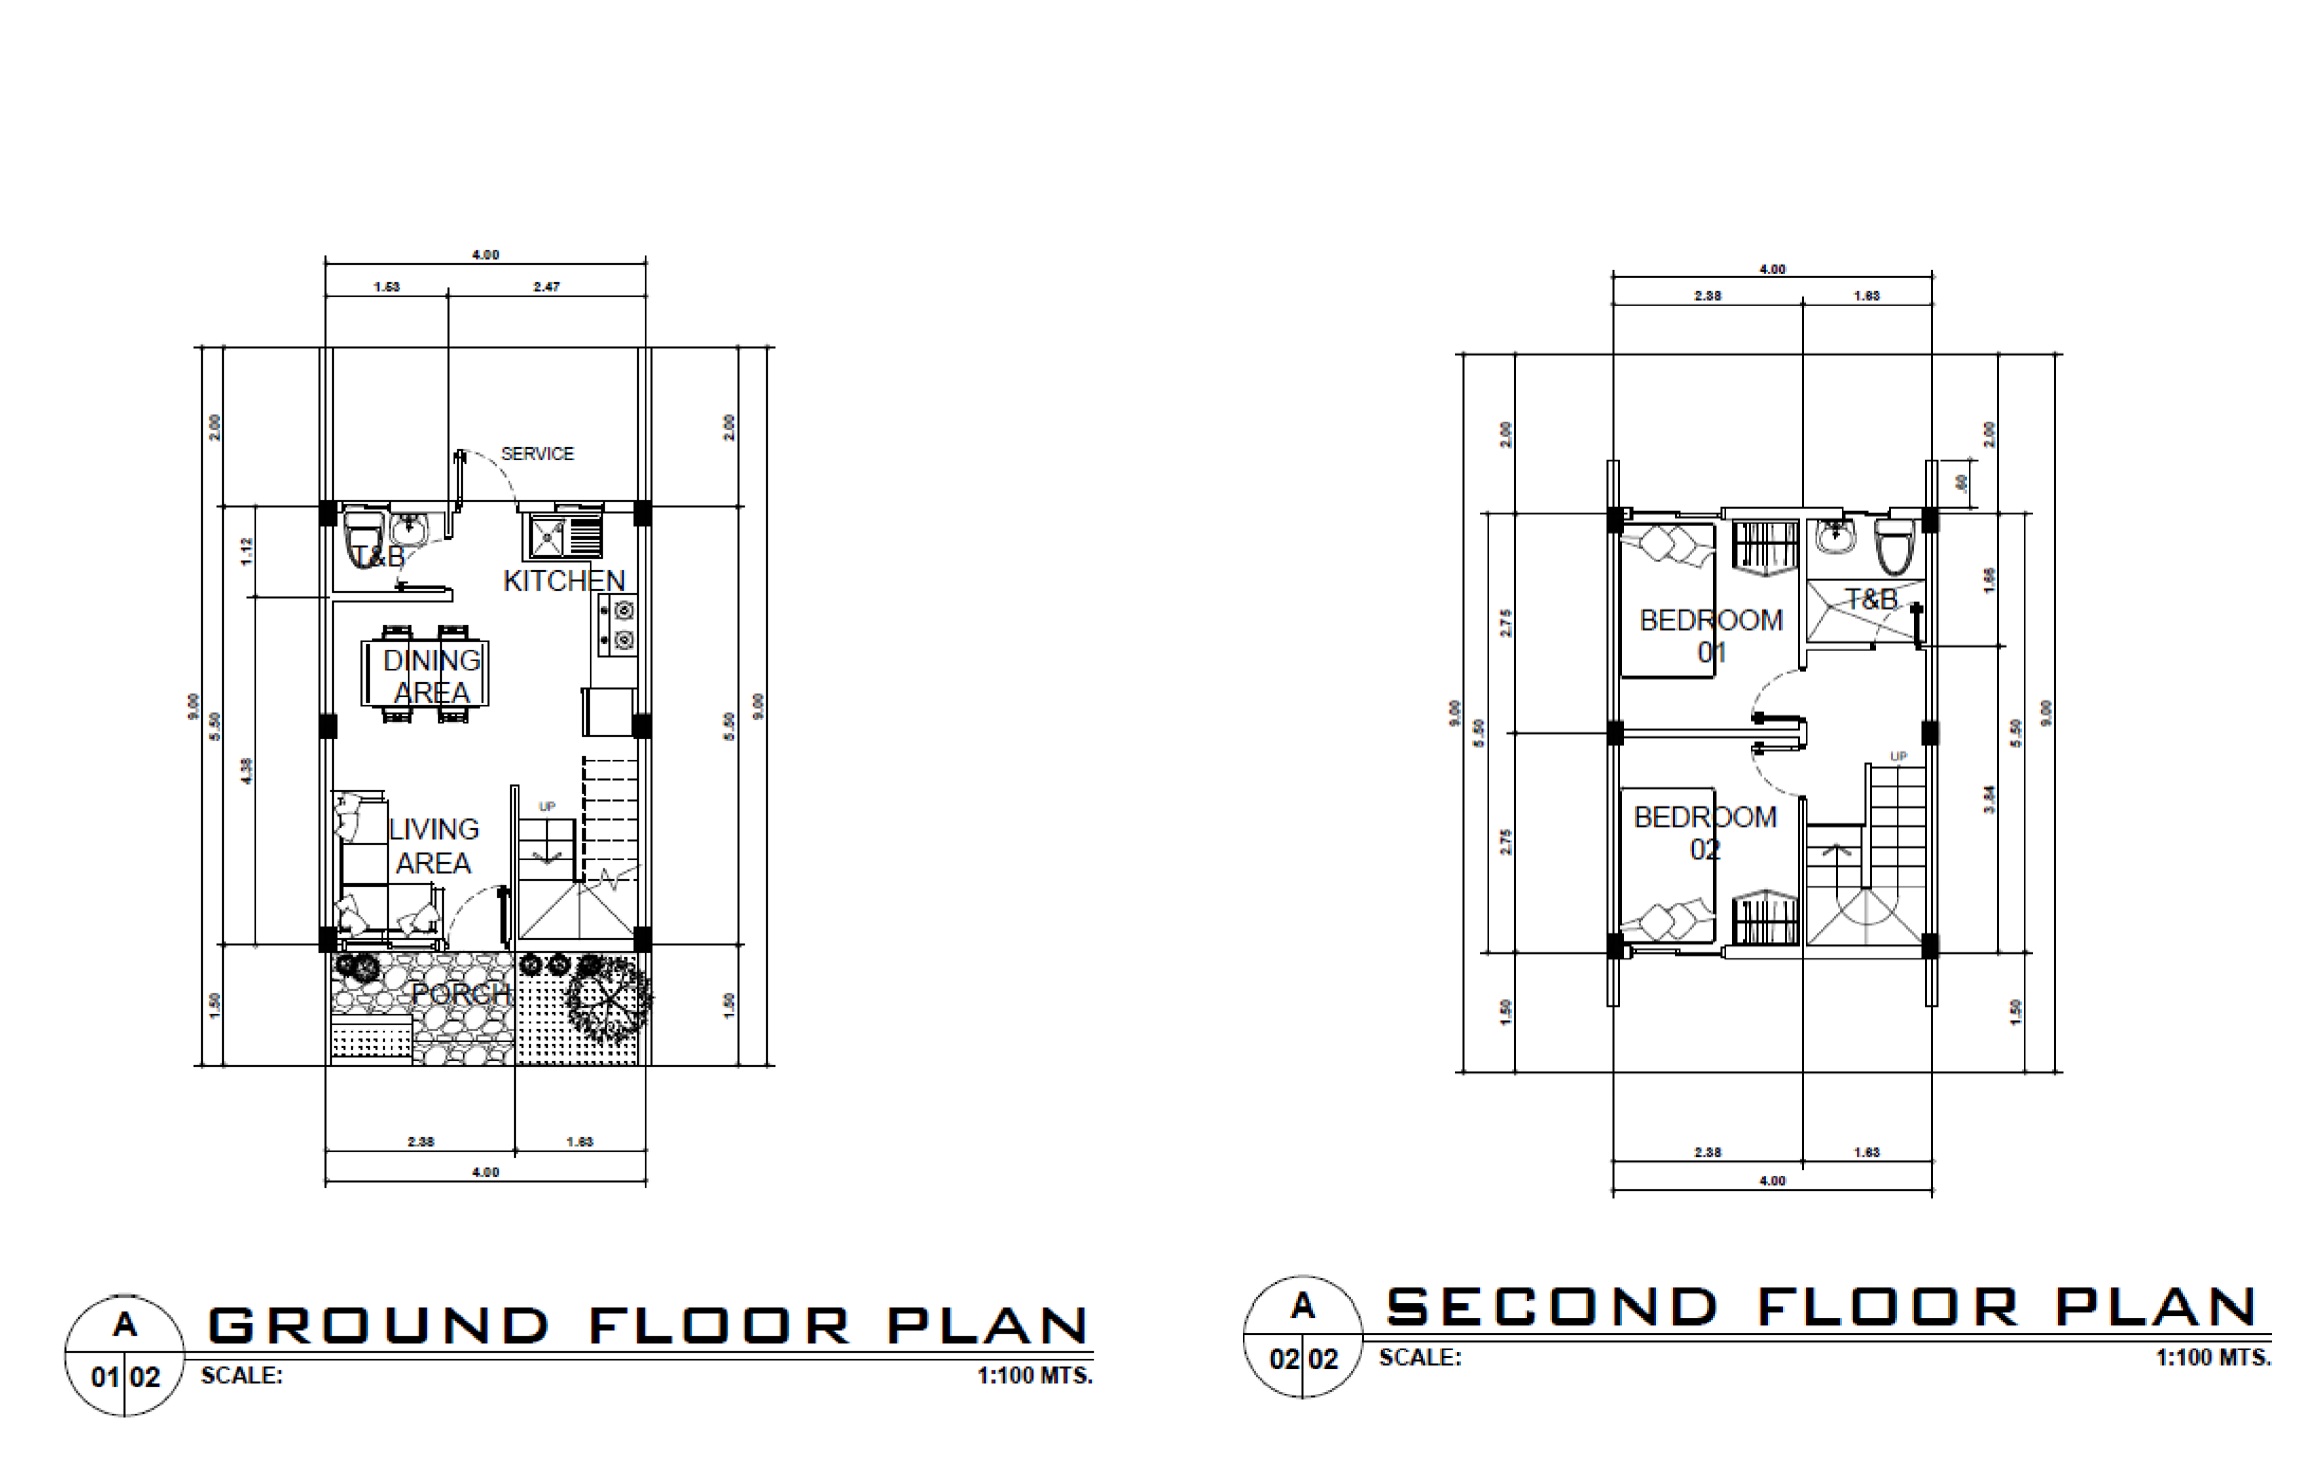 4.00
1.53
2.47
2.00
2.00
SERVICE
1.12
T&B
KITCHEN
DINING
AREA
9.00
5.50
5.50
9.00
4.38
UP
LIVING
AREA
PORCH
1.50
1.50
2.38
1.63
4.00
A
01 02
GROUND FLOOR PLAN
SCALE:
1:100 MTS.
4.00
2.38
1.63
2.00
2.00
.60
2.75
1.66
T&B
BEDROOM
01
9.00
5.50
5.50
9.00
UP
BEDROOM
02
2.75
3.84
1.50
1.50
2.38
1.63
4.00
A
02 02
SECOND FLOOR PLAN
SCALE:
1:100 MTS.